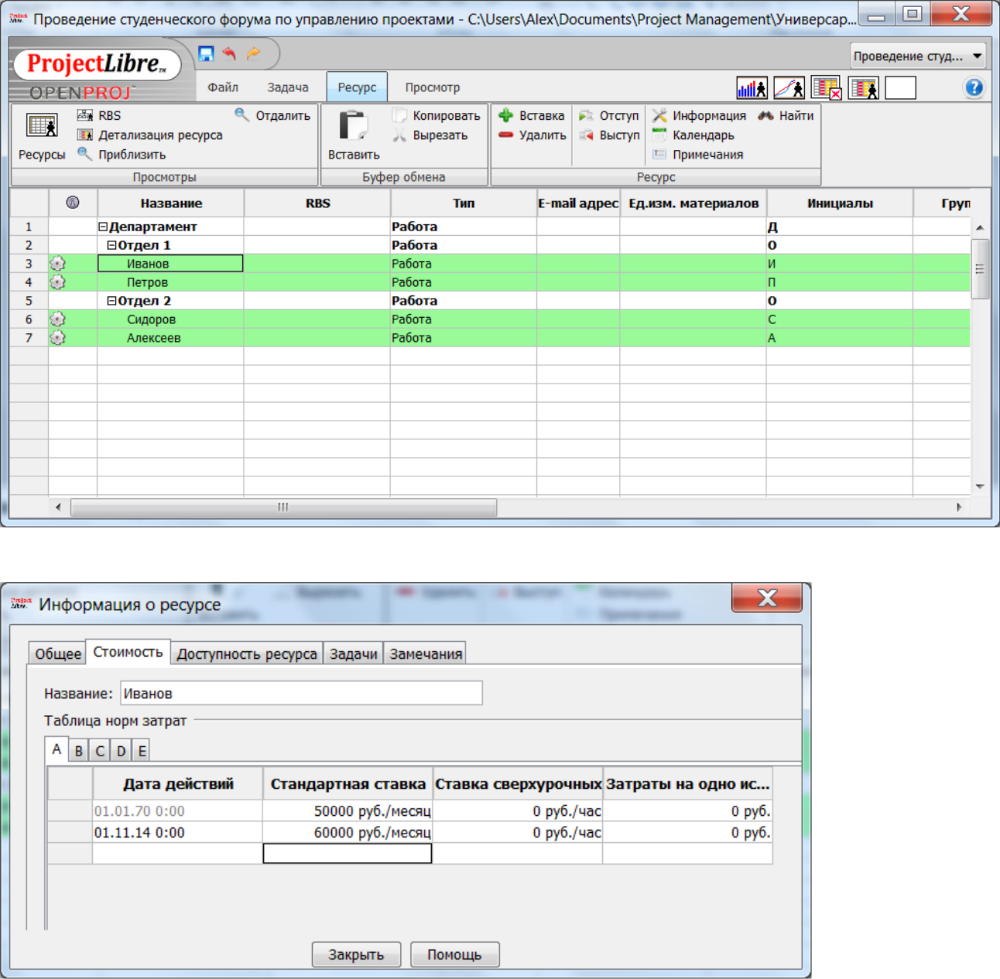 Проведение студенческого форума по управлению проектами - C:\Users\Alex\Documents\Project Management\Универсар...
ProjectLibre™
OPENPROJ
Проведение студ...
Файл Задача Ресурс Просмотр
RBS Отдалить Копировать Вставка Отступ Информация Найти
Детализация ресурса Вырезать Удалить Выступ Календарь
Ресурсы Приблизить Вставить Примечания
Просмотры Буфер обмена Ресурс
Название RBS Тип E-mail адрес Ед.изм. материалов Инициалы Груп
1 Департамент Работа Д
2 Отдел 1 Работа О
3 Иванов Работа И
4 Петров Работа П
5 Отдел 2 Работа О
6 Сидоров Работа С
7 Алексеев Работа А
Информация о ресурсе
Общее Стоимость Доступность ресурса Задачи Замечания
Название: Иванов
Таблица норм затрат
A B C D E
Дата действий Стандартная ставка Ставка сверхурочных Затраты на одно ис...
01.01.70 0:00 50000 руб./месяц 0 руб./час 0 руб.
01.11.14 0:00 60000 руб./месяц 0 руб./час 0 руб.
Закрыть Помощь